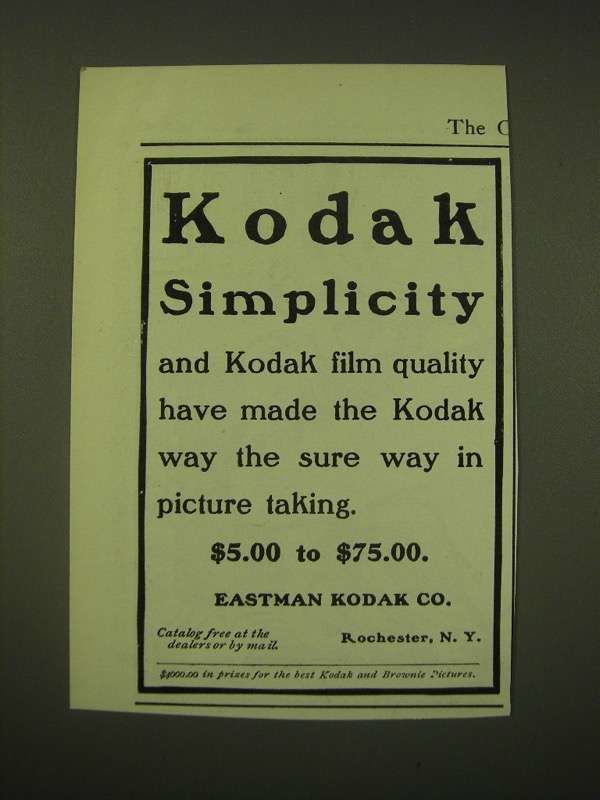 The
Kodak
Simplicity
and Kodak film quality
have made the Kodak
way the sure way in
picture taking.
$5.00 to $75.00.
EASTMAN KODAK CO.
Catalog free at the
dealers or by mail.
Rochester, N. Y.
$4000.00 in prizes for the best Kodak and Brownie Pictures.